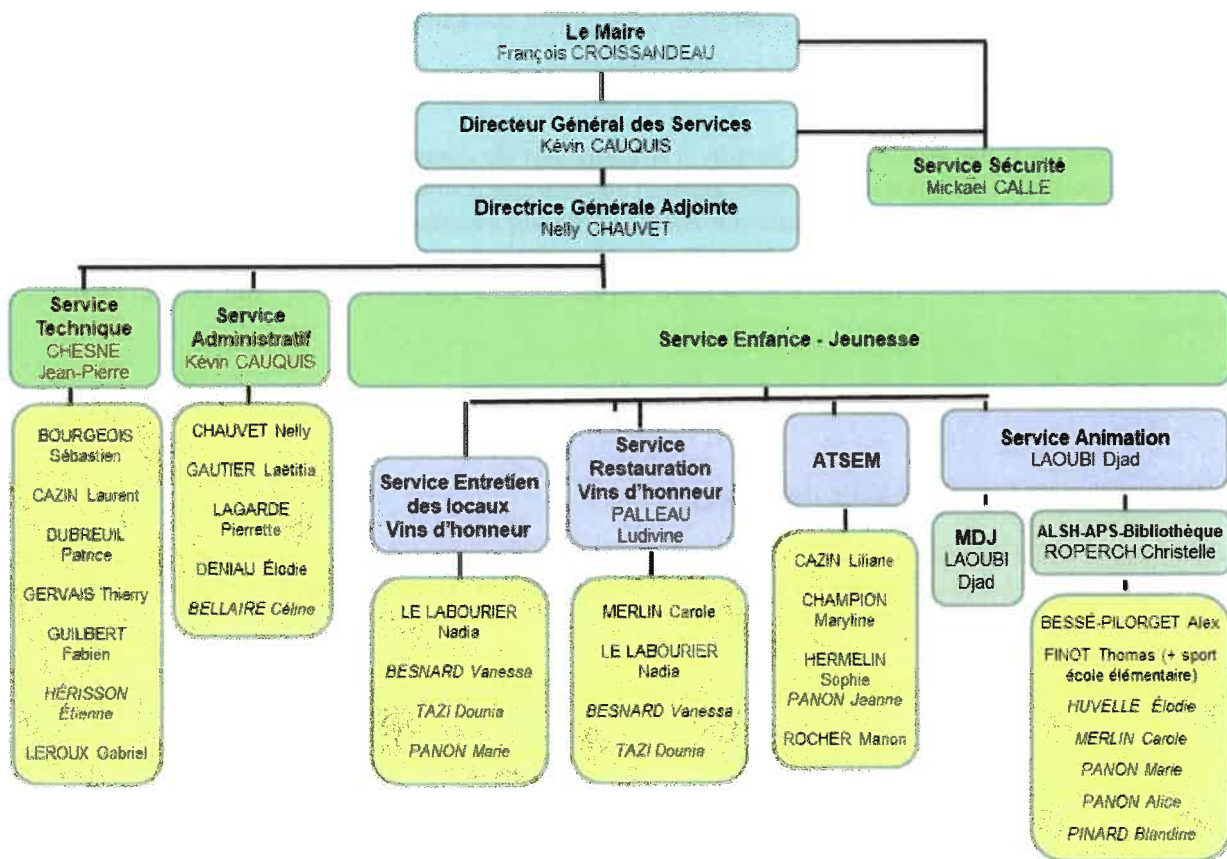 Le Maire
François CROISSANDEAU
Directeur Général des Services
Kévin CAUQUIS
Service Sécurité
Mickaël CALLE
Directrice Générale Adjointe
Nelly CHAUVET
Service
Technique
CHESNE
Jean-Pierre
Service
Administratif
Kévin CAUQUIS
Service Enfance - Jeunesse
BOURGEOIS
Sébastien
CAZIN Laurent
DUBREUIL
Patrice
GERVAIS Thierry
GUILBERT
Fabien
HÉRISSON
Étienne
LEROUX Gabriel
CHAUVET Nelly
GAUTIER Laëtitia
LAGARDE
Pierrette
DENIAU Élodie
BELLAIRE Céline
Service Entretien
des locaux
Vins d'honneur
LE LABOURIER
Nadia
BESNARD Vanessa
TAZI Dounia
PANON Marie
Service
Restauration
Vins d'honneur
PALLEAU
Ludivine
MERLIN Carole
LE LABOURIER
Nadia
BESNARD Vanessa
TAZI Dounia
ATSEM
CAZIN Liliane
CHAMPION
Maryline
HERMELIN
Sophie
PANON Jeanne
ROCHER Manon
Service Animation
LAOUBI Djad
MDJ
LAOUBI
Djad
ALSH-APS-Bibliothèque
ROPERCH Christelle
BESSÉ-PILORGET Alex
FINOT Thomas (+ sport
école élémentaire)
HUVELLE Élodie
MERLIN Carole
PANON Marie
PANON Alice
PINARD Blandine